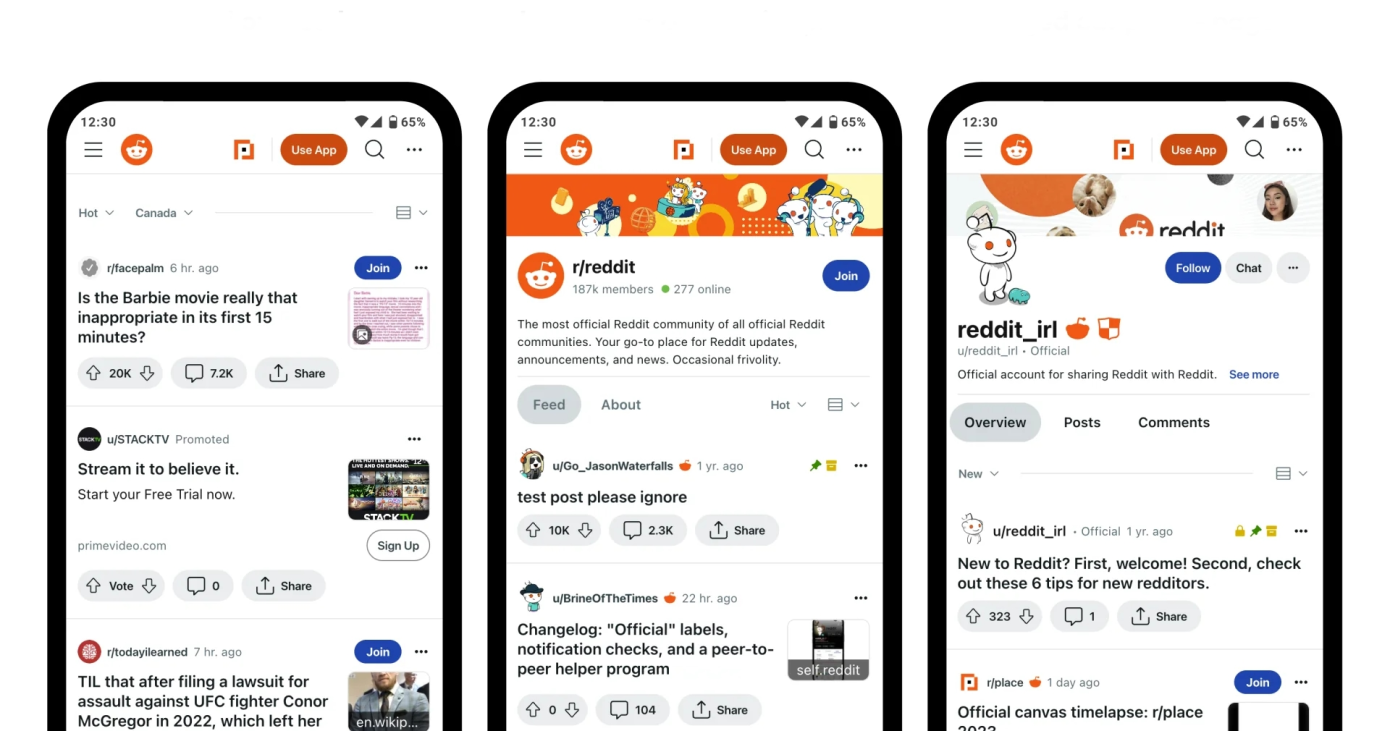 12:30
65%
Use App
Hot
Canada
r/facepalm 6 hr. ago
Join
Is the Barbie movie really that
inappropriate in its first 15
minutes?
20K
7.2K
Share
STACKTV
u/STACKTV Promoted
Stream it to believe it.
Start your Free Trial now.
LIVE AND ON DEMAND.
STACKTV
primevideo.com
Sign Up
Vote
0
Share
r/todayilearned 7 hr. ago
Join
TIL that after filing a lawsuit for
assault against UFC fighter Conor
McGregor in 2022, which left her
en.wikip...
12:30
65%
Use App
r/reddit
187k members 277 online
Join
The most official Reddit community of all official Reddit
communities. Your go-to place for Reddit updates,
announcements, and news. Occasional frivolity.
Feed
About
Hot
u/Go_JasonWaterfalls 1 yr. ago
test post please ignore
10K
2.3K
Share
u/BrineOfTheTimes 22 hr. ago
Changelog: "Official" labels,
notification checks, and a peer-to-
peer helper program
self.reddit
0
104
Share
12:30
65%
Use App
reddit
Follow
Chat
reddit_irl
u/reddit_irl • Official
Official account for sharing Reddit with Reddit. See more
Overview
Posts
Comments
New
u/reddit_irl • Official 1 yr. ago
New to Reddit? First, welcome! Second, check
out these 6 tips for new redditors.
323
1
Share
r/place 1 day ago
Join
Official canvas timelapse: r/place
2023